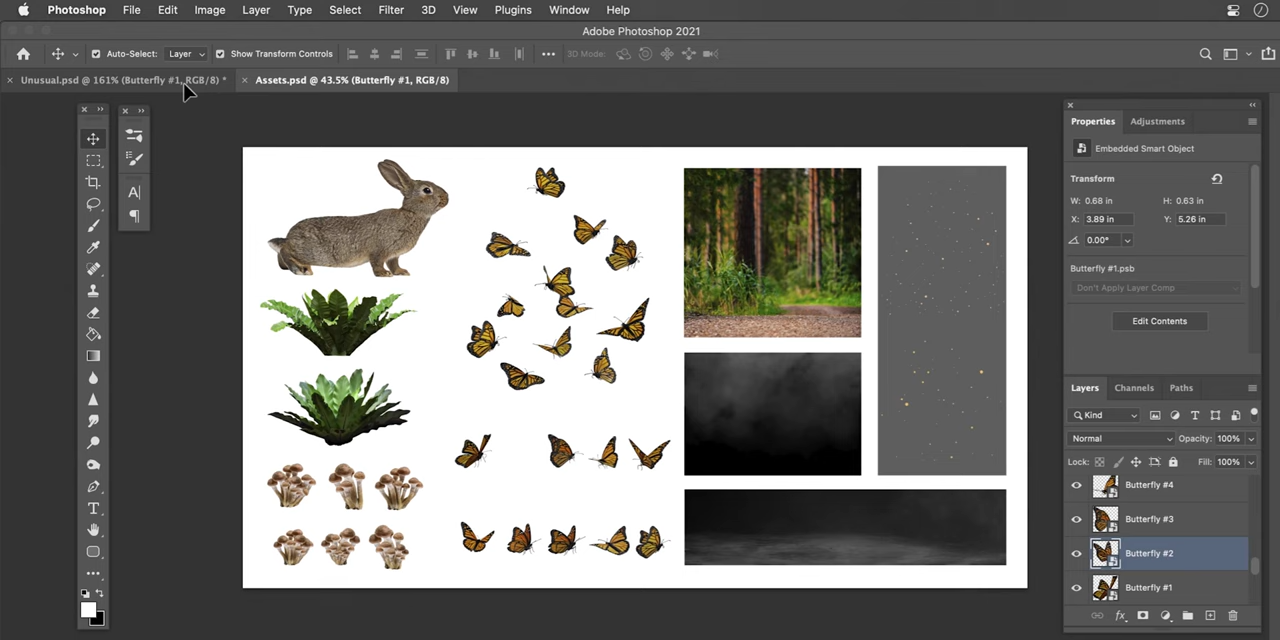 Photoshop File Edit Image Layer Type Select Filter 3D View Plugins Window Help
Adobe Photoshop 2021
Auto-Select: Layer Show Transform Controls 3D Mode:
Unusual.psd @ 161% (Butterfly #1, RGB/8) *
Assets.psd @ 43.5% (Butterfly #1, RGB/8)
Properties Adjustments
Embedded Smart Object
Transform
W: 0.68 in H: 0.63 in
X: 3.89 in Y: 5.26 in
0.00°
Butterfly #1.psb
Don't Apply Layer Comp
Edit Contents
Layers Channels Paths
Kind
Normal Opacity: 100%
Lock: Fill: 100%
Butterfly #4
Butterfly #3
Butterfly #2
Butterfly #1